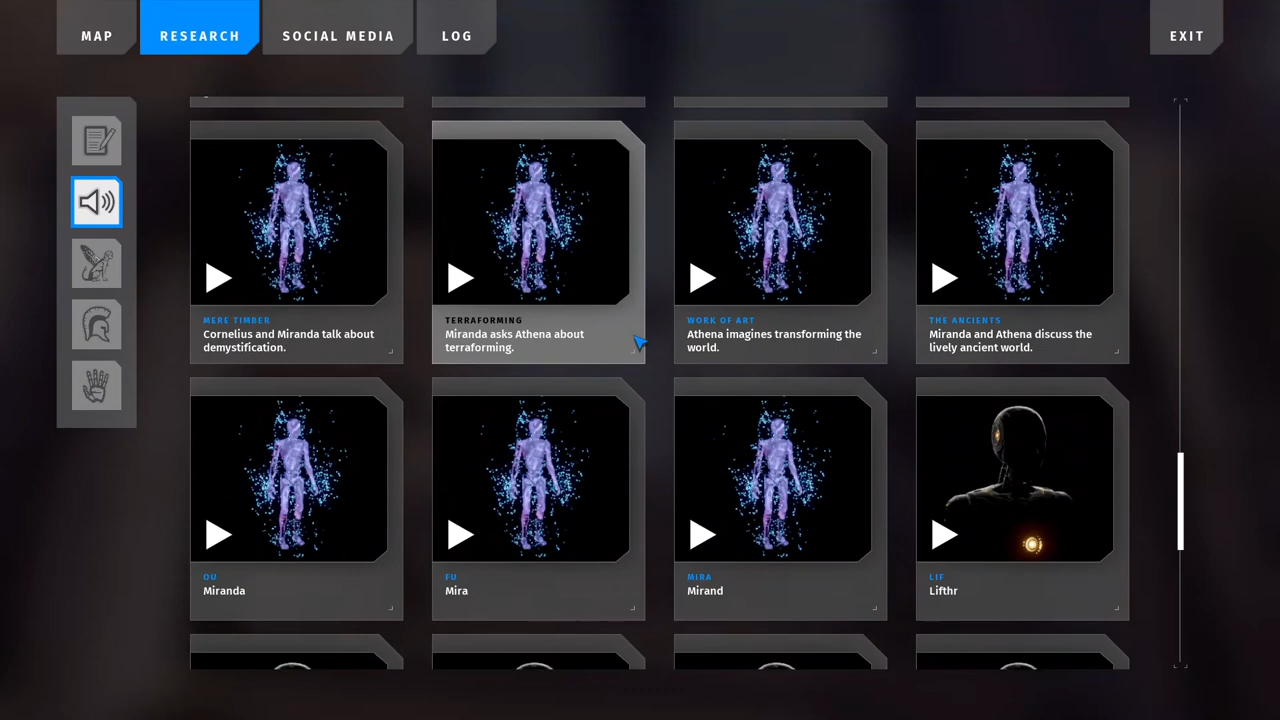 MAP
RESEARCH
SOCIAL MEDIA
LOG
EXIT
MERE TIMBER
Cornelius and Miranda talk about
demystification.
TERRAFORMING
Miranda asks Athena about
terraforming.
WORK OF ART
Athena imagines transforming the
world.
THE ANCIENTS
Miranda and Athena discuss the
lively ancient world.
OU
Miranda
FU
Mira
MIRA
Mirand
LIF
Lifthr